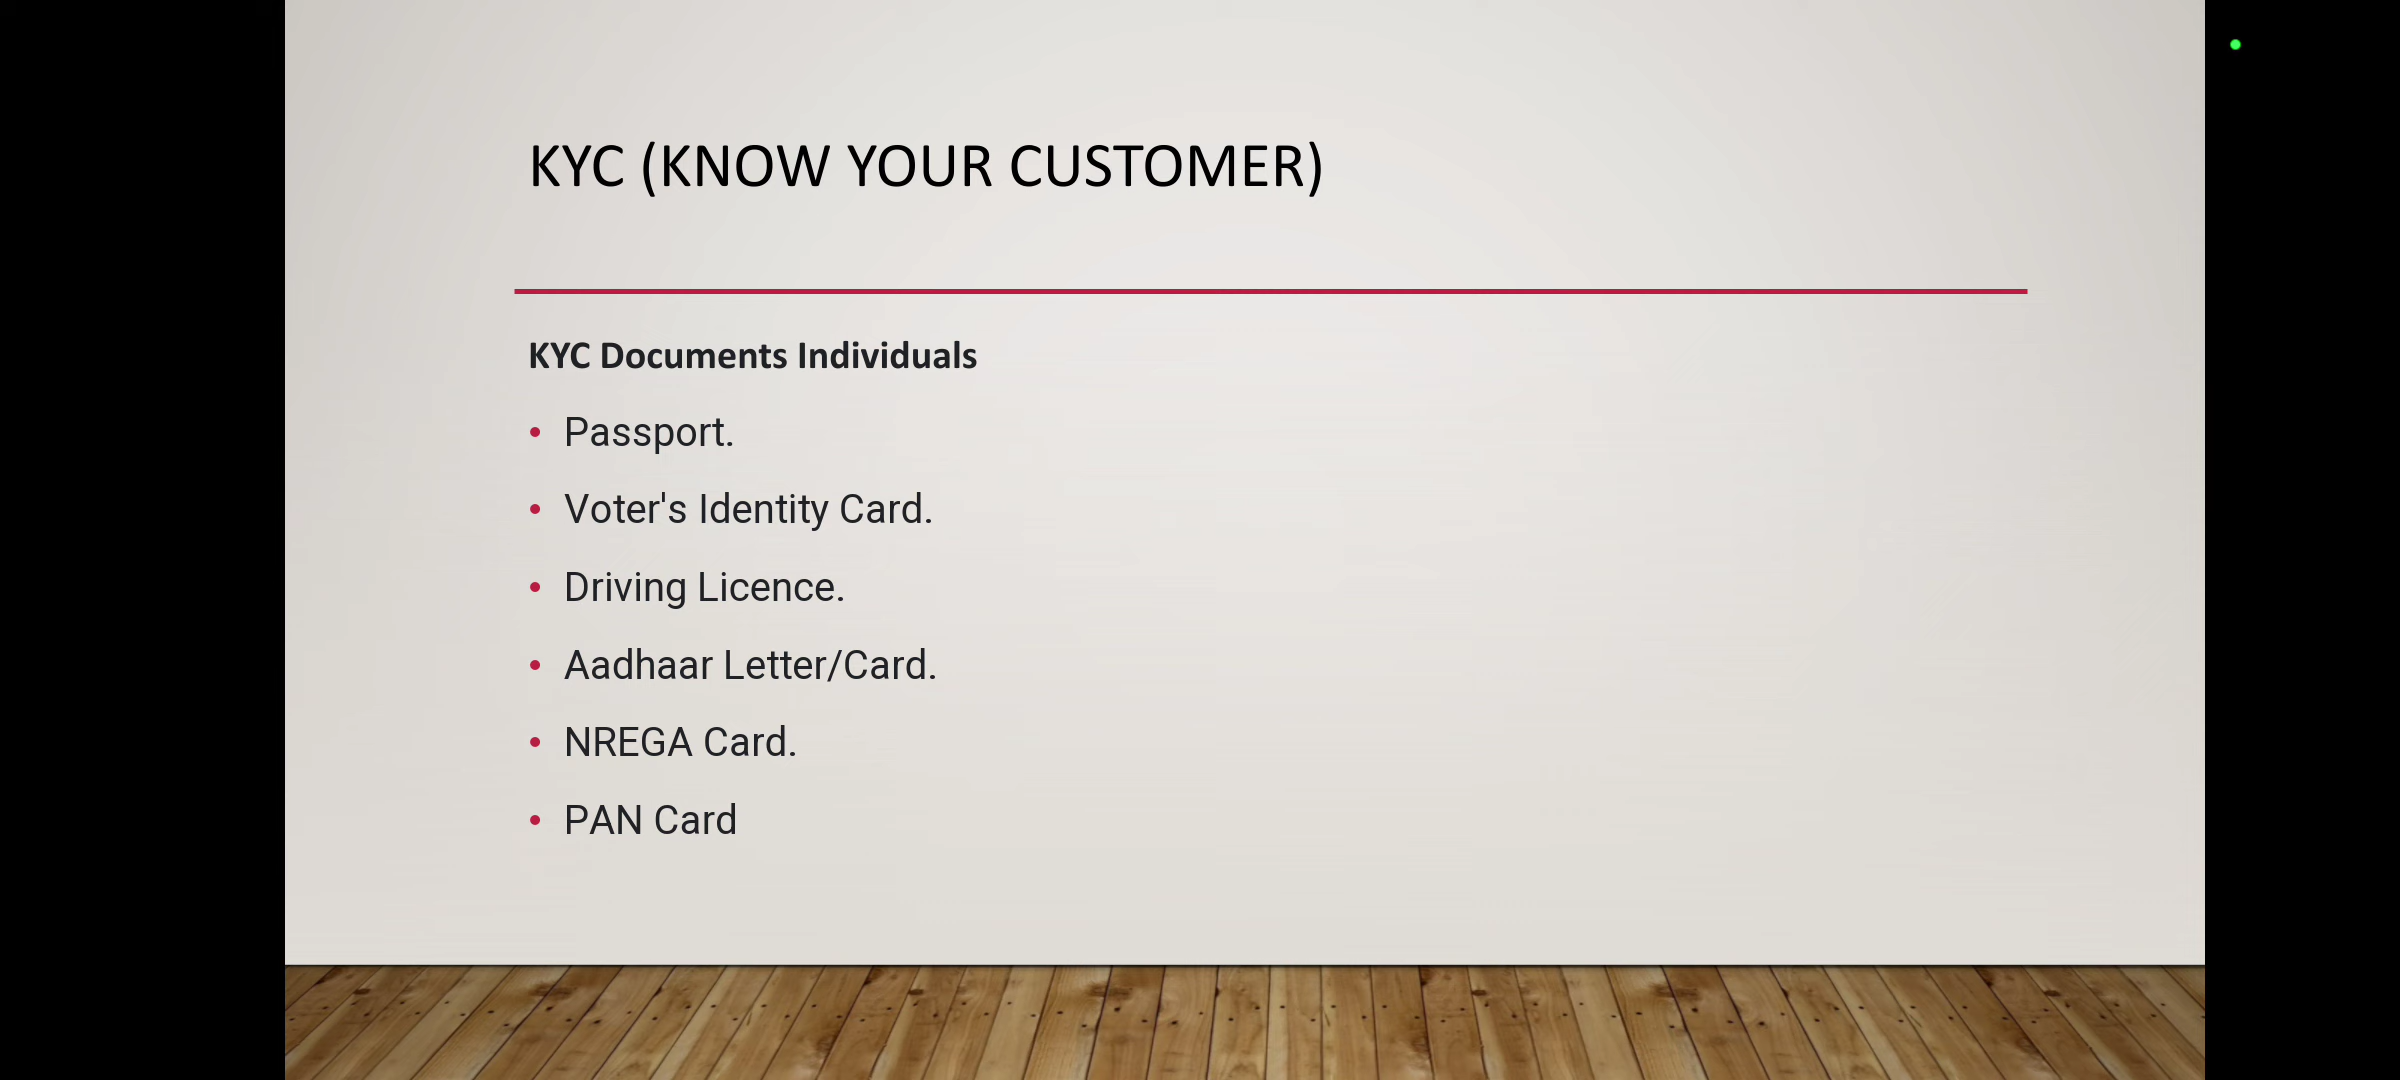 KYC (KNOW YOUR CUSTOMER)
KYC Documents Individuals
• Passport.
• Voter's Identity Card.
• Driving Licence.
• Aadhaar Letter/Card.
• NREGA Card.
• PAN Card